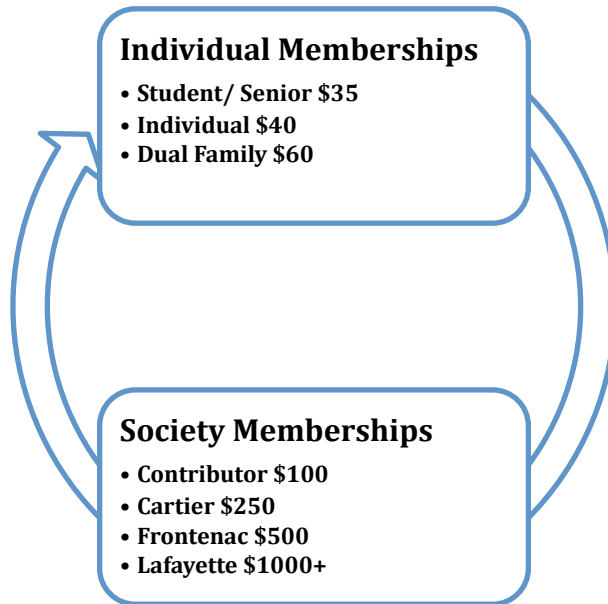 Individual Memberships
• Student/ Senior $35
• Individual $40
• Dual Family $60
Society Memberships
• Contributor $100
• Cartier $250
• Frontenac $500
• Lafayette $1000+